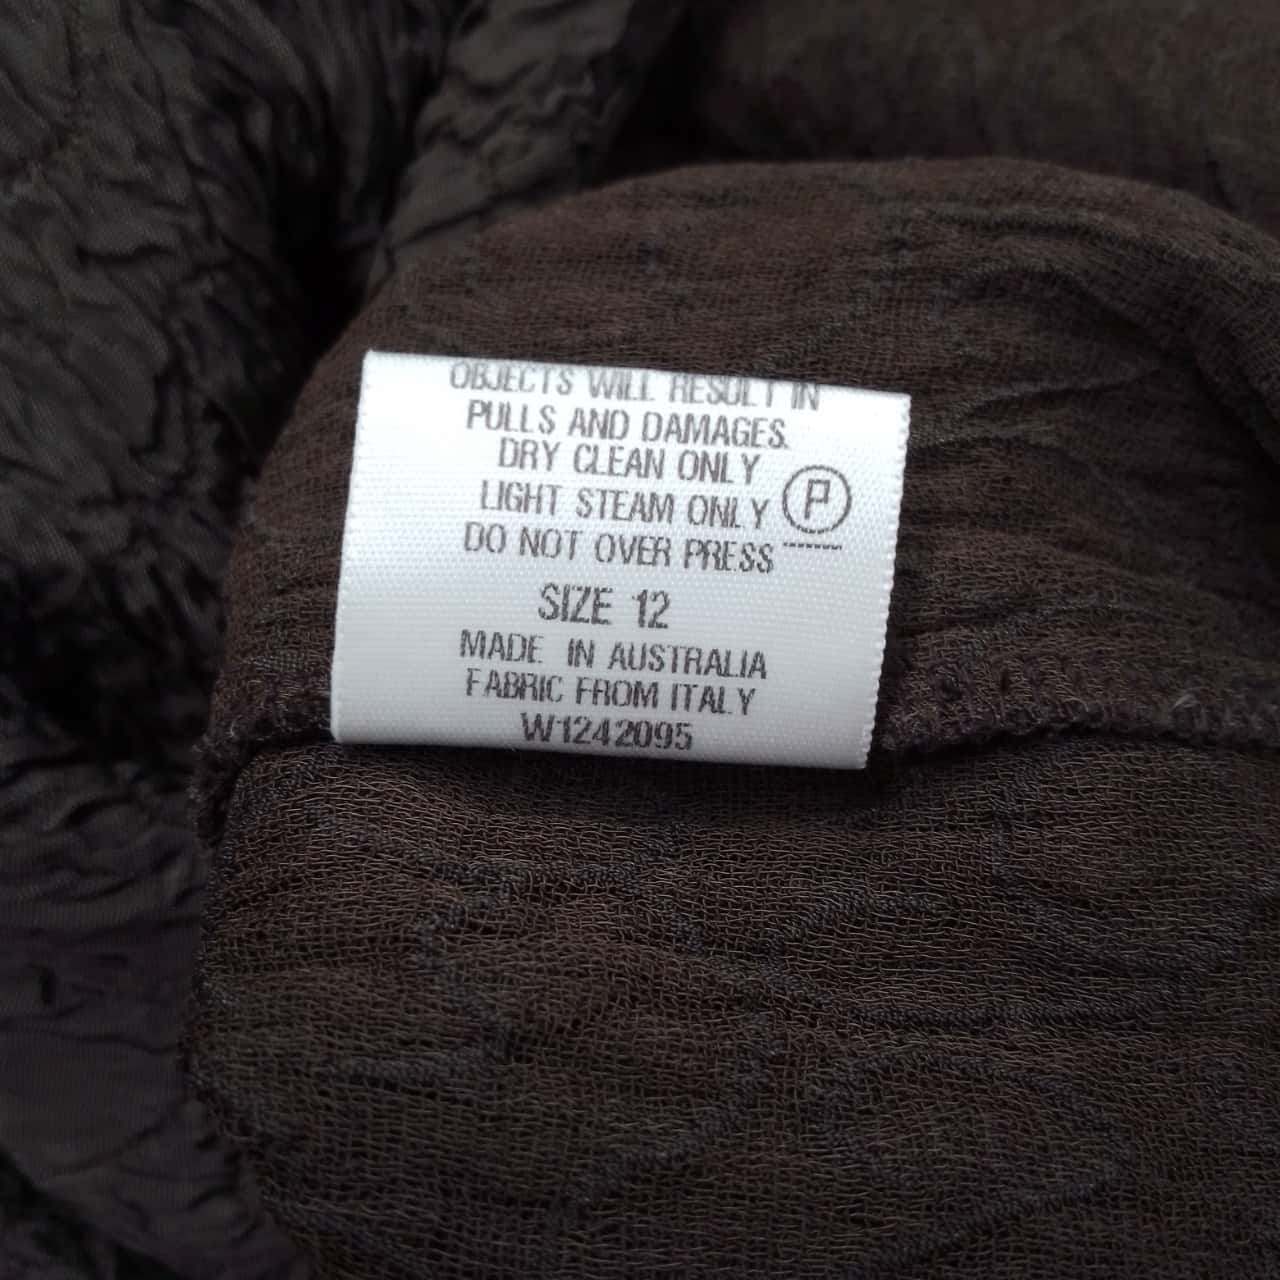 OBJECTS WILL RESULT IN
PULLS AND DAMAGES.
DRY CLEAN ONLY
LIGHT STEAM ONLY
P
DO NOT OVER PRESS
SIZE 12
MADE IN AUSTRALIA
FABRIC FROM ITALY
W1242095